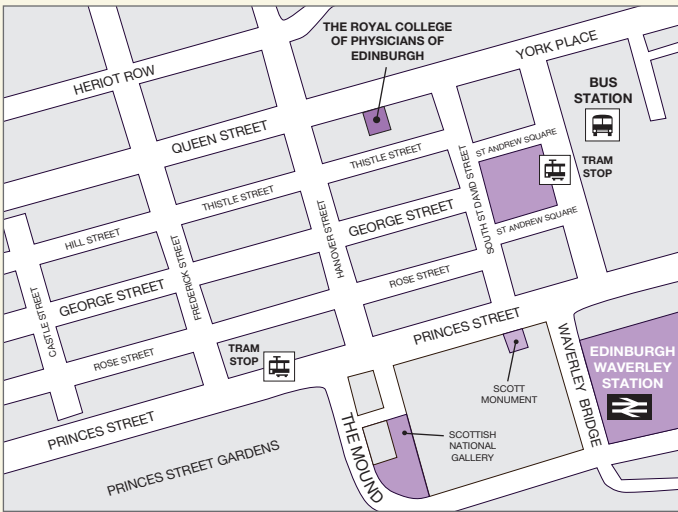 THE ROYAL COLLEGE
OF PHYSICIANS OF
EDINBURGH
YORK PLACE
HERIOT ROW
BUS
STATION
QUEEN STREET
THISTLE STREET
ST ANDREW SQUARE
TRAM
STOP
THISTLE STREET
SOUTH ST DAVID STREET
GEORGE STREET
ST ANDREW SQUARE
HILL STREET
FREDERICK STREET
HANOVER STREET
ROSE STREET
GEORGE STREET
CASTLE STREET
PRINCES STREET
ROSE STREET
TRAM
STOP
WAVERLEY BRIDGE
EDINBURGH
WAVERLEY
STATION
SCOTT
MONUMENT
PRINCES STREET
THE MOUND
SCOTTISH
NATIONAL
GALLERY
PRINCES STREET GARDENS